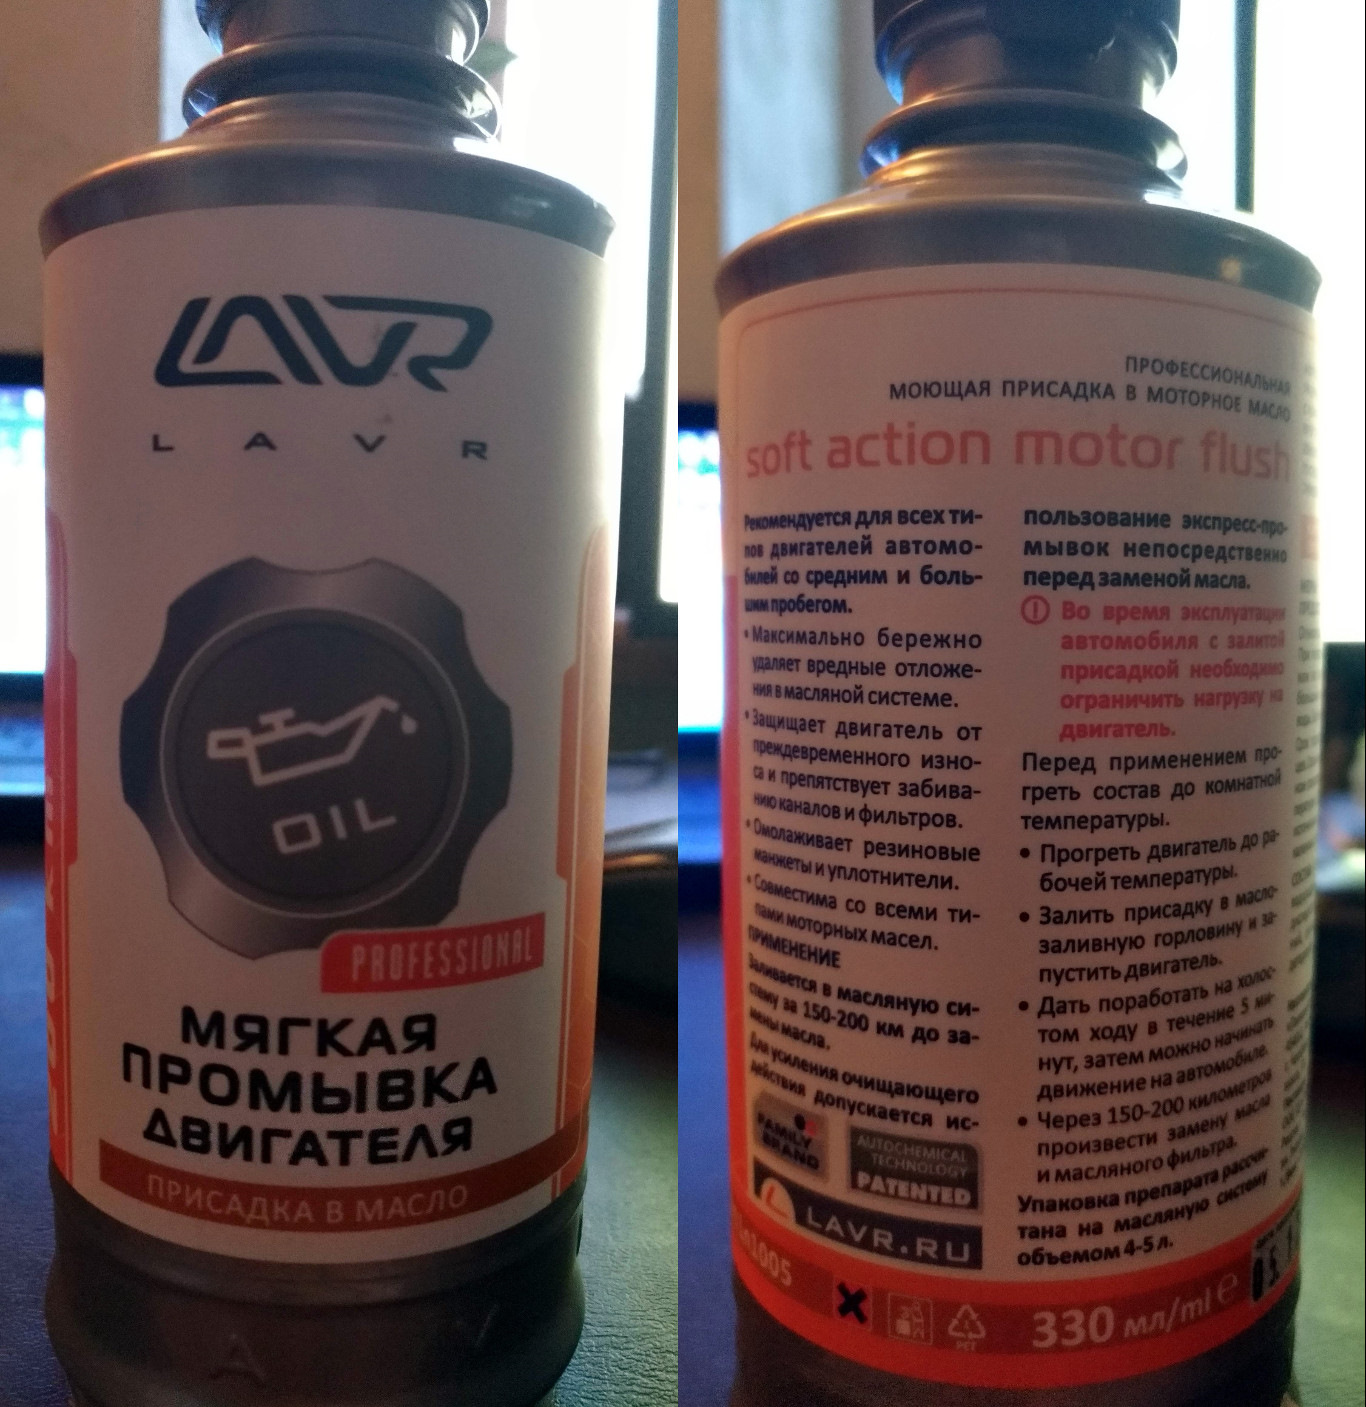 LAVR
LAVR
OIL
PROFESSIONAL
МЯГКАЯ
ПРОМЫВКА
ДВИГАТЕЛЯ
ПРИСАДКА В МАСЛО
ПРОФЕССИОНАЛЬНАЯ
МОЮЩАЯ ПРИСАДКА В МОТОРНОЕ МАСЛО
soft action motor flush
Рекомендуется для всех ти-
пов двигателей автомо-
билей со средним и боль-
шим пробегом.
• Максимально бережно
удаляет вредные отложе-
ния в масляной системе.
• Защищает двигатель от
преждевременного изно-
са и препятствует забива-
нию каналов и фильтров.
• Омолаживает резиновые
манжеты и уплотнители.
• Совместима со всеми ти-
пами моторных масел.
ПРИМЕНЕНИЕ
Заливается в масляную си-
стему за 150-200 км до за-
мены масла.
Для усиления очищающего
действия допускается ис-
пользование экспресс-про-
мывок непосредственно
перед заменой масла.
Во время эксплуатации
автомобиля с залитой
присадкой необходимо
ограничить нагрузку на
двигатель.
Перед применением про-
греть состав до комнатной
температуры.
• Прогреть двигатель до ра-
бочей температуры.
• Залить присадку в масло-
заливную горловину и за-
пустить двигатель.
• Дать поработать на холос-
том ходу в течение 5 ми-
нут, затем можно начинать
движение на автомобиле.
• Через 150-200 километров
произвести замену масла
и масляного фильтра.
Упаковка препарата рассчи-
тана на масляную систему
объемом 4-5 л.
FAMILY
BRAND
AUTOCHEMICAL
TECHNOLOGY
PATENTED
LAVR.RU
330 мл/ml ℮
PET